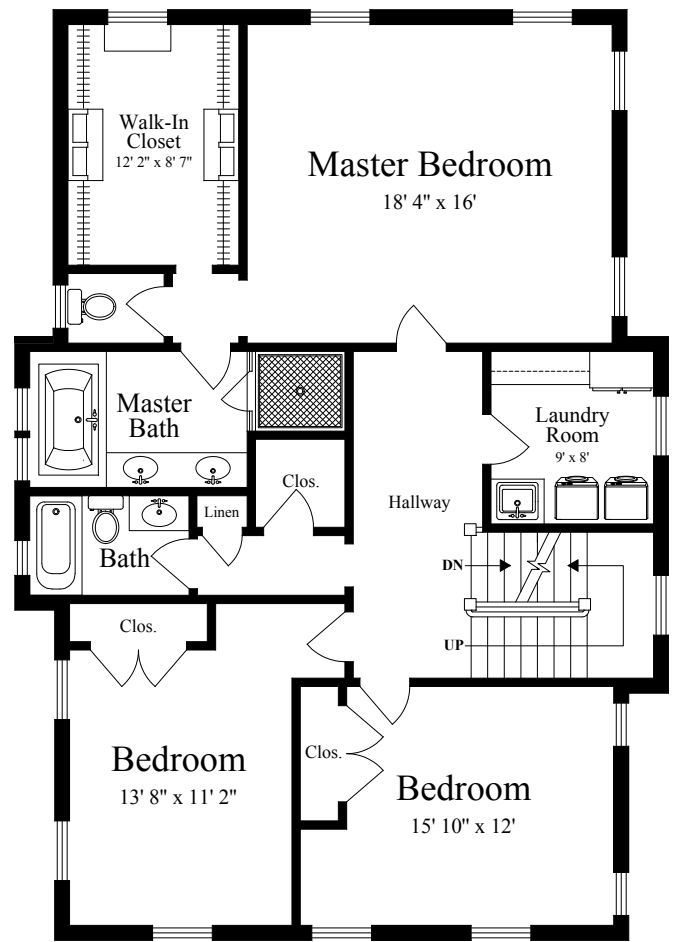 Walk-In
Closet
12' 2" x 8' 7"
Master Bedroom
18' 4" x 16'
Master
Bath
Laundry
Room
9' x 8'
Clos.
Linen
Hallway
Bath
DN
UP
Clos.
Bedroom
13' 8" x 11' 2"
Clos.
Bedroom
15' 10" x 12'